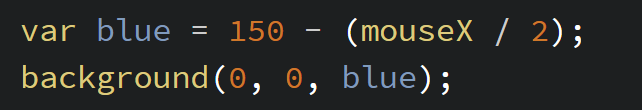 var blue = 150 - (mouseX / 2);
background(0, 0, blue);